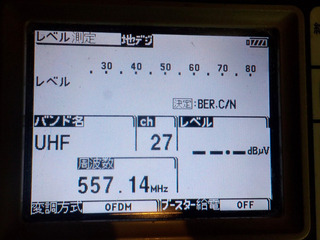 レベル測定 地デジ
30 40 50 60 70 80
レベル
決定:BER.C/N
バンド名 ch レベル
UHF 27 --.-dBμV
周波数
557.14MHz
変調方式 OFDM ブースター給電 OFF